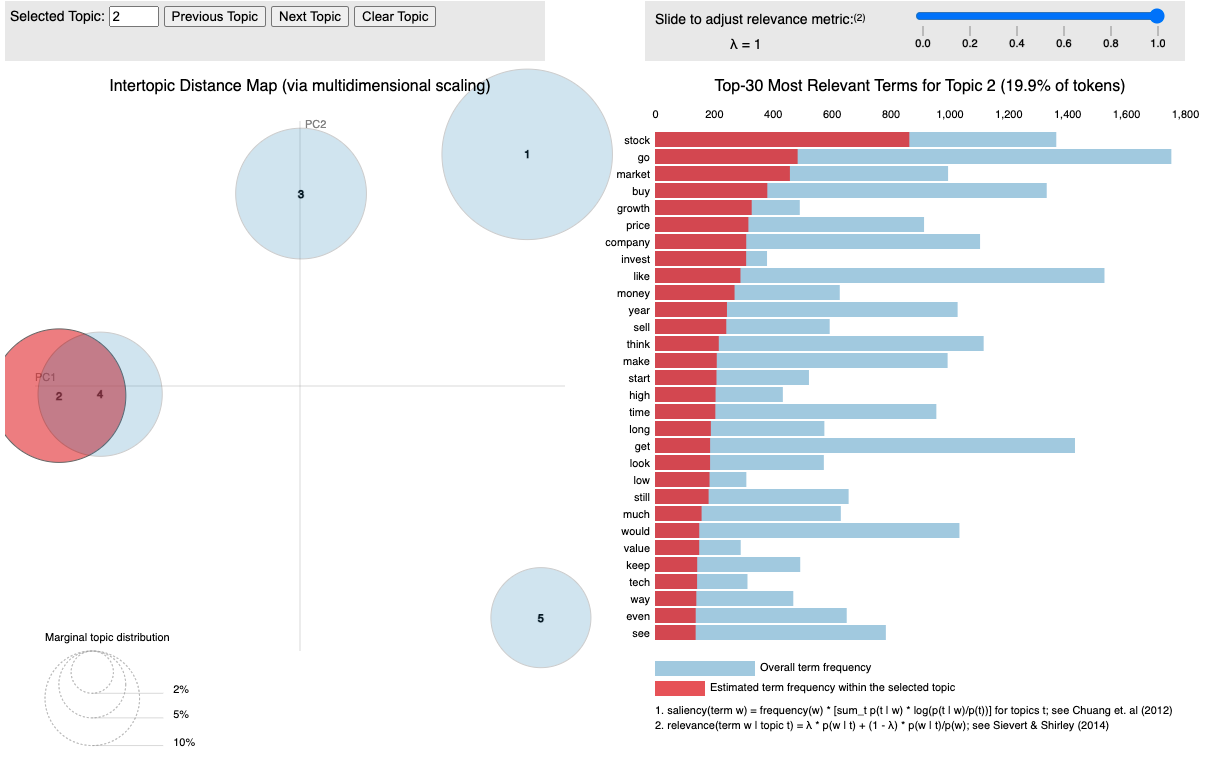 Selected Topic: 2 Previous Topic Next Topic Clear Topic
Slide to adjust relevance metric:(2)
λ = 1
0.0 0.2 0.4 0.6 0.8 1.0
Intertopic Distance Map (via multidimensional scaling)
PC2
1
3
PC1
2
4
5
Marginal topic distribution
2%
5%
10%
Top-30 Most Relevant Terms for Topic 2 (19.9% of tokens)
0 200 400 600 800 1,000 1,200 1,400 1,600 1,800
stock
go
market
buy
growth
price
company
invest
like
money
year
sell
think
make
start
high
time
long
get
look
low
still
much
would
value
keep
tech
way
even
see
Overall term frequency
Estimated term frequency within the selected topic
1. saliency(term w) = frequency(w) * [sum_t p(t | w) * log(p(t | w)/p(t))] for topics t; see Chuang et. al (2012)
2. relevance(term w | topic t) = λ * p(w | t) + (1 - λ) * p(w | t)/p(w); see Sievert & Shirley (2014)